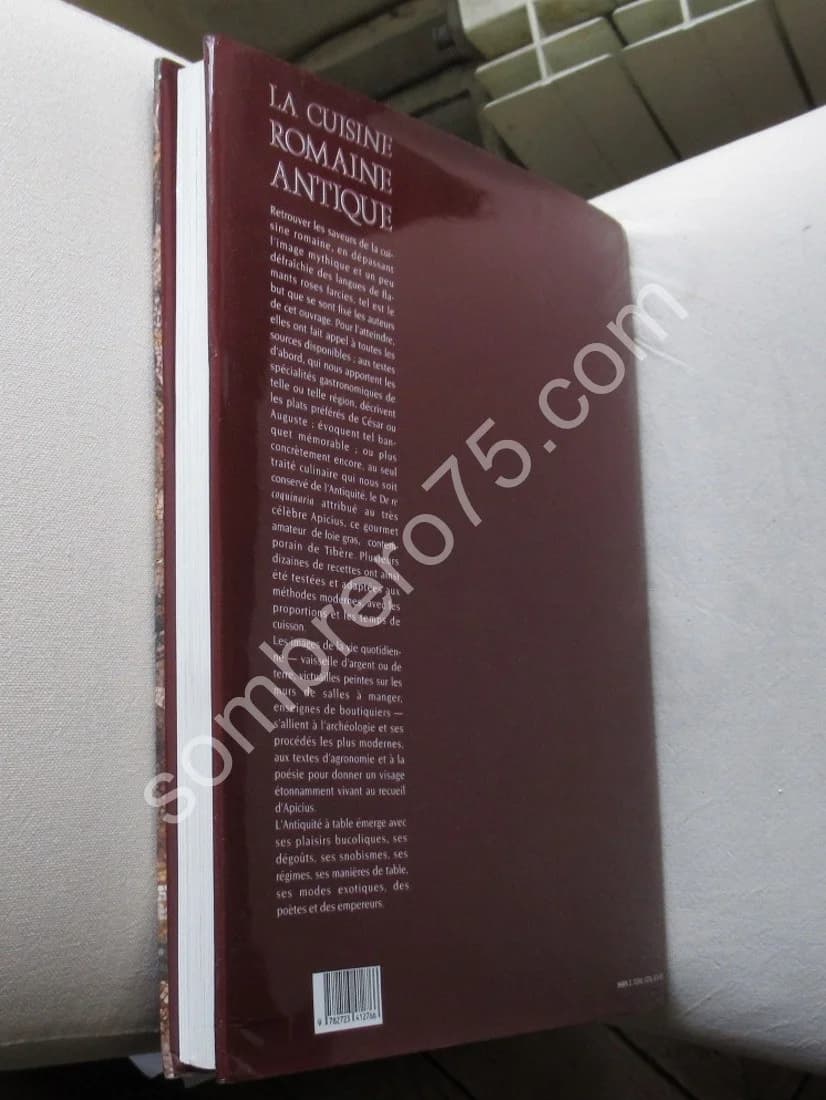 LA CUISINE
ROMAINE
ANTIQUE
Retrouver les saveurs de la cui-
sine romaine, en dépassant
l'image mythique et un peu
défraîchie des langues de fla-
mants roses farcies, tel est le
but que se sont fixé les auteurs
de cet ouvrage. Pour l'atteindre,
elles ont fait appel à toutes les
sources disponibles ; aux textes
d'abord, qui nous apportent les
spécialités gastronomiques de
telle ou telle région, décrivent
les plats préférés de César ou
Auguste ; évoquent tel ban-
quet mémorable ; ou plus
concrètement encore, au seul
traité culinaire qui nous soit
conservé de l'Antiquité, le De re
coquinaria attribué au très
célèbre Apicius, ce gourmet
amateur de foie gras, contem-
porain de Tibère. Plusieurs
dizaines de recettes ont ainsi
été testées et adaptées aux
méthodes modernes, avec les
proportions et les temps de
cuisson.
Les images de la vie quotidien-
ne — vaisselle d'argent ou de
terre, victuailles peintes sur les
murs de salles à manger,
enseignes de boutiquiers —
s'allient à l'archéologie et ses
procédés les plus modernes,
aux textes d'agronomie et à la
poésie pour donner un visage
étonnamment vivant au recueil
d'Apicius.
L'Antiquité à table émerge avec
ses plaisirs bucoliques, ses
dégoûts, ses snobismes, ses
régimes, ses manières de table,
ses modes exotiques, des
poètes et des empereurs.
9 782723 412766
sombrero75.com